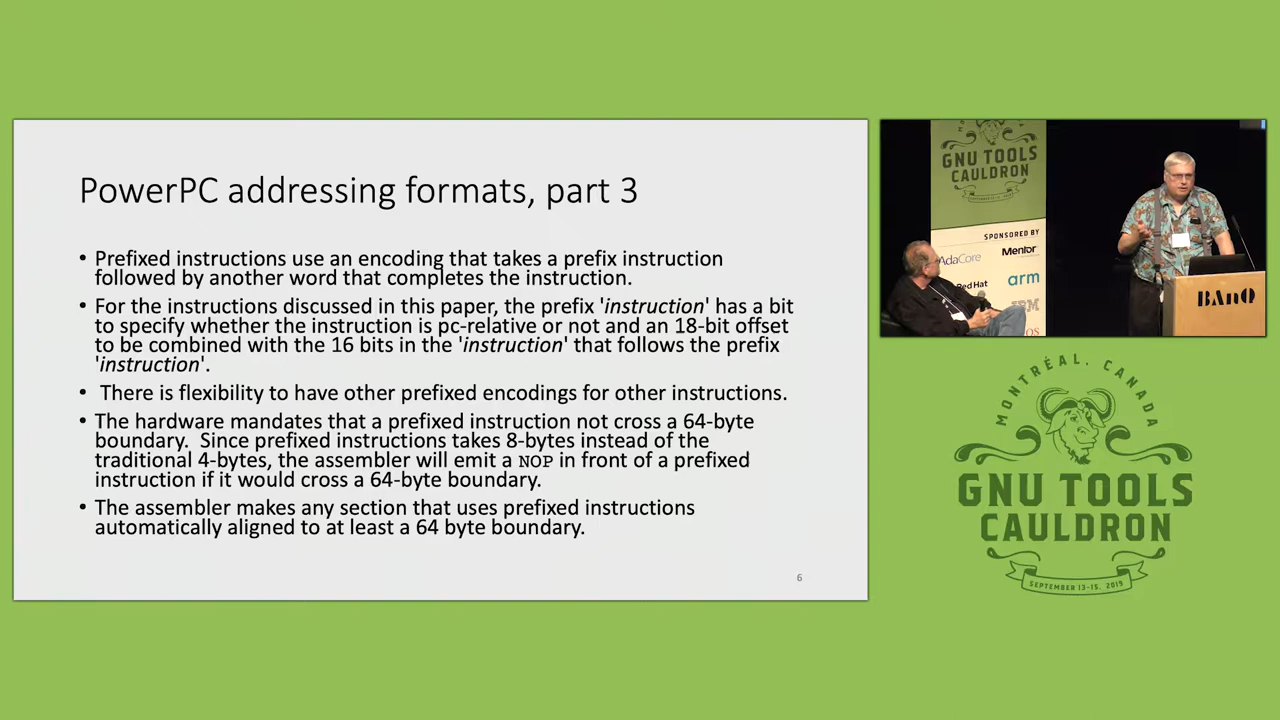 PowerPC addressing formats, part 3
• Prefixed instructions use an encoding that takes a prefix instruction
followed by another word that completes the instruction.
• For the instructions discussed in this paper, the prefix 'instruction' has a bit
to specify whether the instruction is pc-relative or not and an 18-bit offset
to be combined with the 16 bits in the 'instruction' that follows the prefix
'instruction'.
• There is flexibility to have other prefixed encodings for other instructions.
• The hardware mandates that a prefixed instruction not cross a 64-byte
boundary. Since prefixed instructions takes 8-bytes instead of the
traditional 4-bytes, the assembler will emit a NOP in front of a prefixed
instruction if it would cross a 64-byte boundary.
• The assembler makes any section that uses prefixed instructions
automatically aligned to at least a 64 byte boundary.
6
GNU TOOLS
CAULDRON
SPONSORED BY
AdaCore
Mentor
Red Hat
arm
IBM
BAnQ
MONTRÉAL, CANADA
GNU TOOLS
CAULDRON
SEPTEMBER 13-15, 2019